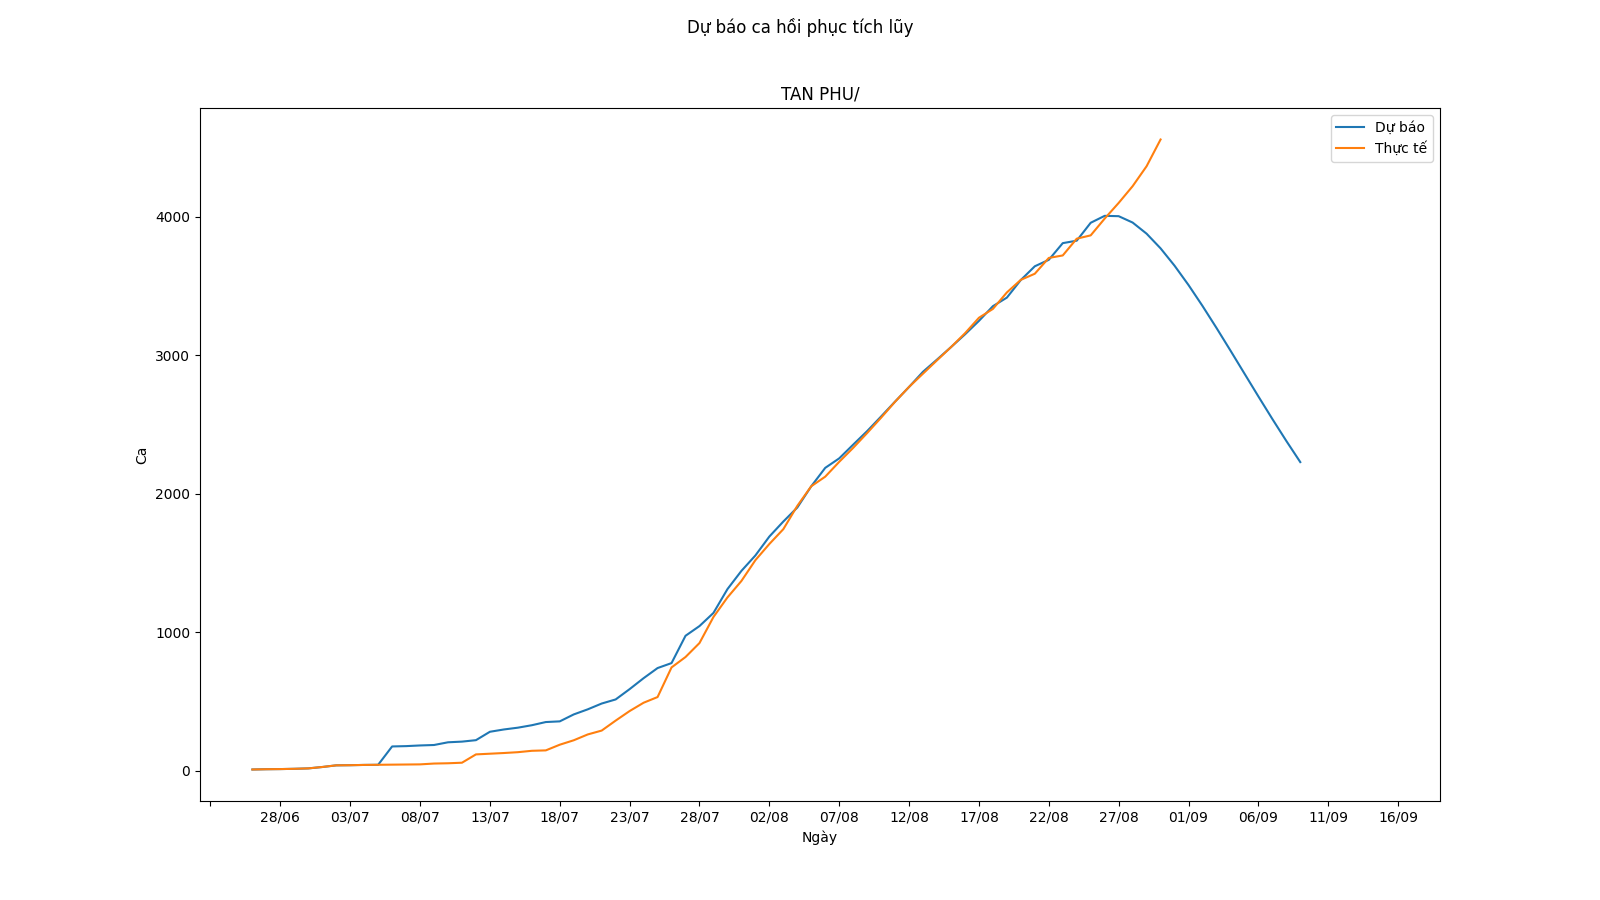 Dự báo ca hồi phục tích lũy
TAN PHU/
Dự báo
Thực tế
4000
3000
2000
1000
0
Ca
28/06 03/07 08/07 13/07 18/07 23/07 28/07 02/08 07/08 12/08 17/08 22/08 27/08 01/09 06/09 11/09 16/09
Ngày